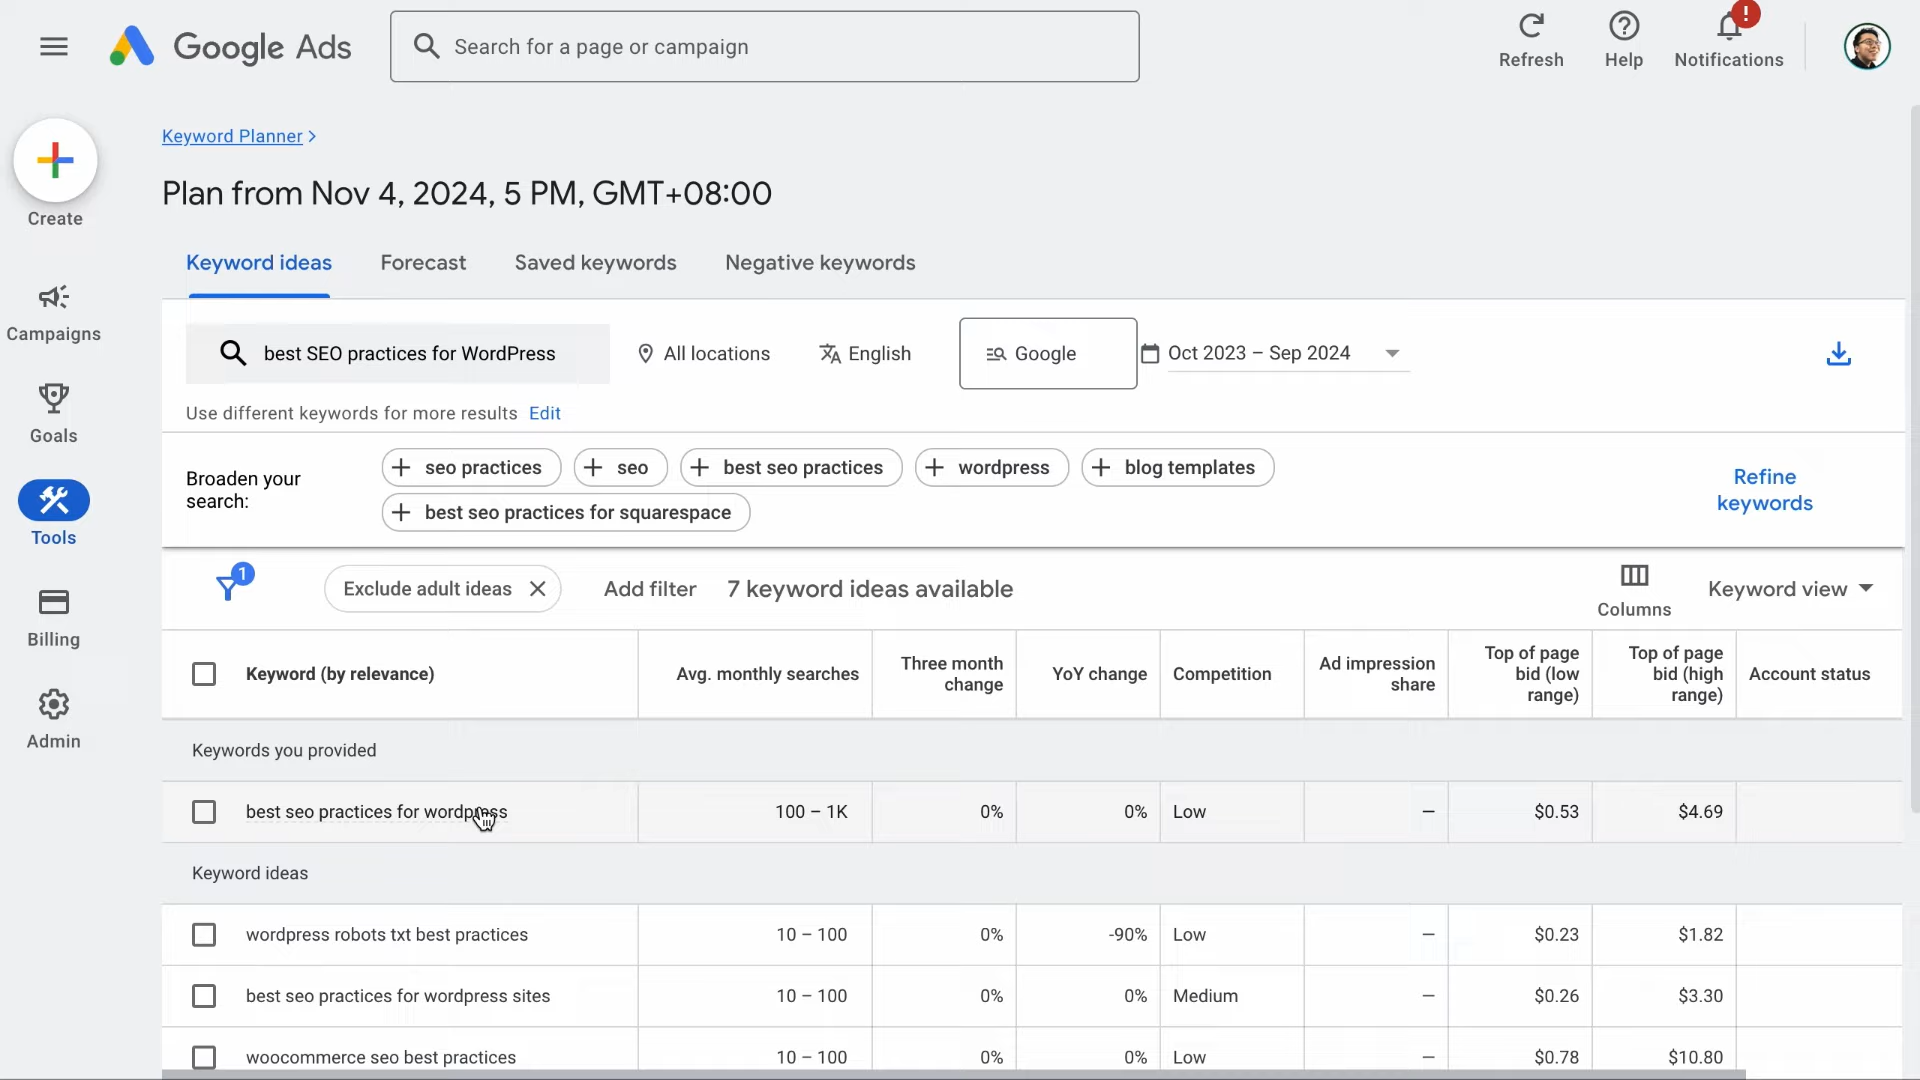 Google Ads
Search for a page or campaign
Refresh
Help
!
Notifications
Create
Campaigns
Goals
Tools
Billing
Admin
Keyword Planner >
Plan from Nov 4, 2024, 5 PM, GMT+08:00
Keyword ideas Forecast Saved keywords Negative keywords
best SEO practices for WordPress All locations English Google Oct 2023 – Sep 2024
Use different keywords for more results Edit
Broaden your
search:
+ seo practices + seo + best seo practices + wordpress + blog templates
+ best seo practices for squarespace
Refine
keywords
1
Exclude adult ideas Add filter 7 keyword ideas available
Columns
Keyword view
Keyword (by relevance)
Avg. monthly searches
Three month
change
YoY change
Competition
Ad impression
share
Top of page
bid (low
range)
Top of page
bid (high
range)
Account status
Keywords you provided
best seo practices for wordpress 100 – 1K 0% 0% Low – $0.53 $4.69
Keyword ideas
wordpress robots txt best practices 10 – 100 0% -90% Low – $0.23 $1.82
best seo practices for wordpress sites 10 – 100 0% 0% Medium – $0.26 $3.30
woocommerce seo best practices 10 – 100 0% 0% Low – $0.78 $10.80